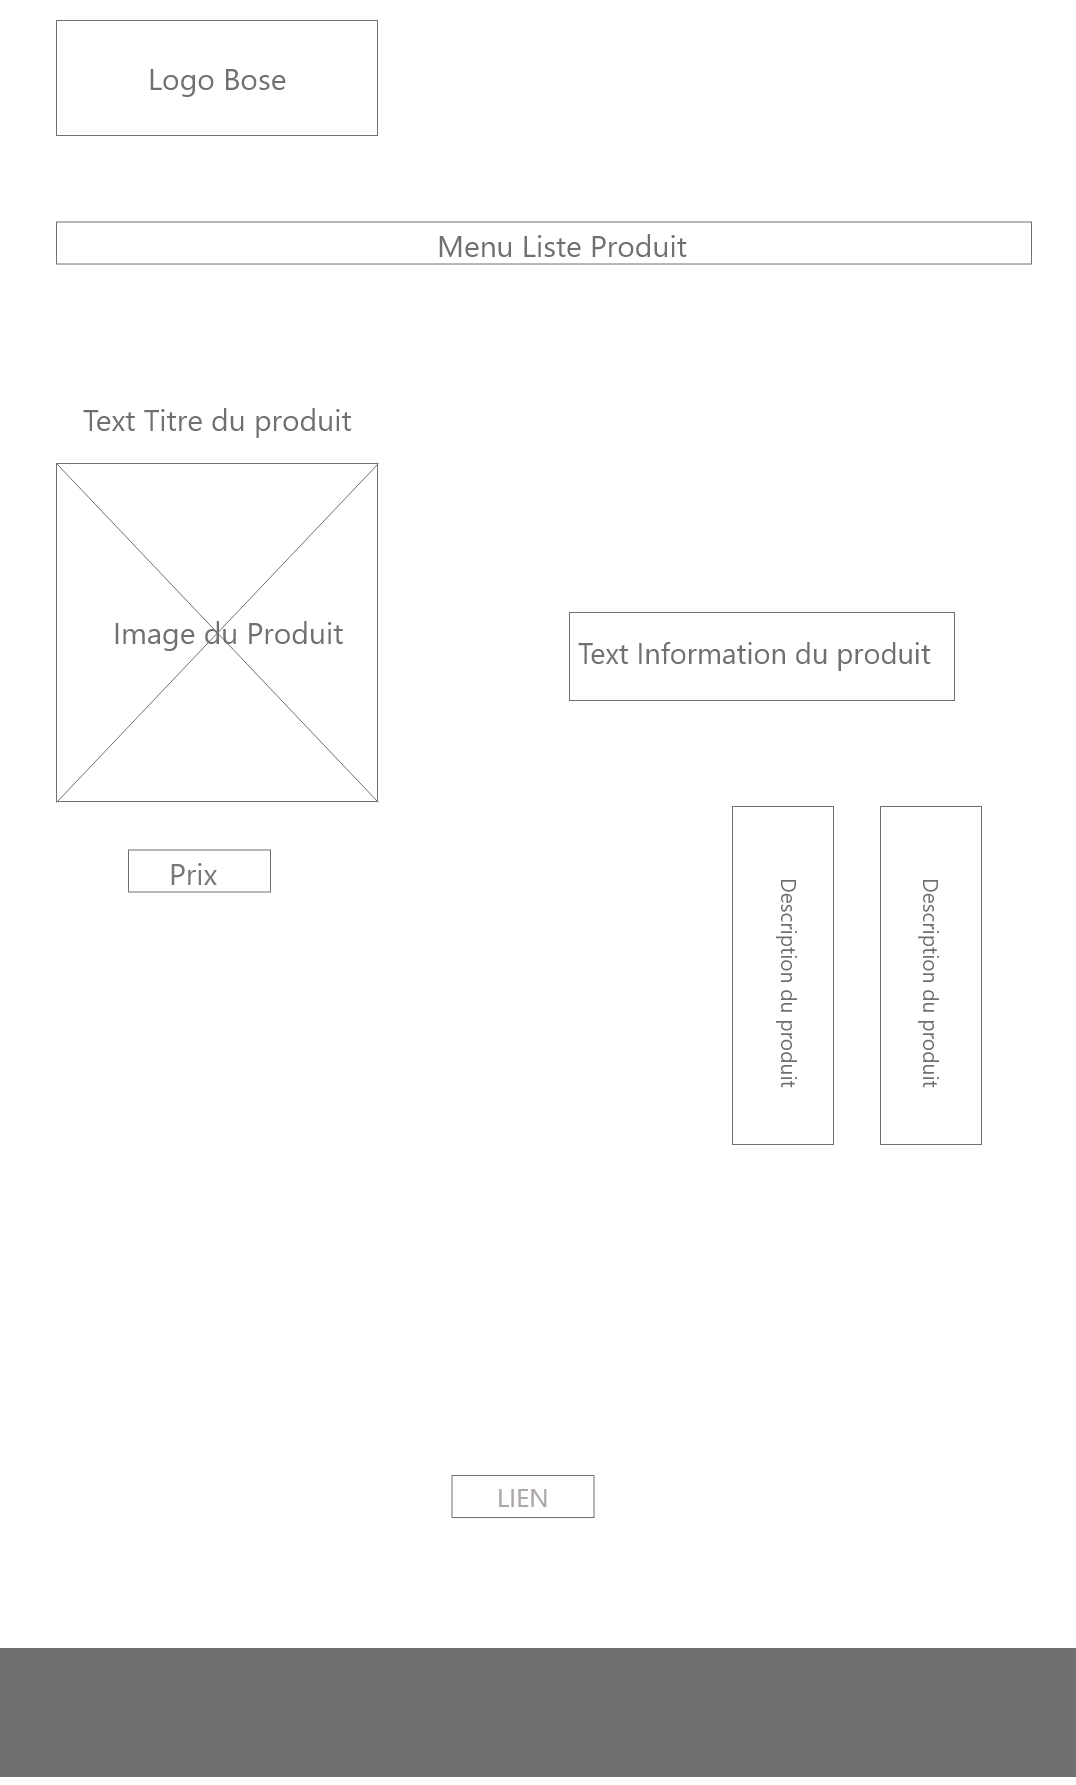 Logo Bose
Menu Liste Produit
Text Titre du produit
Image du Produit
Text Information du produit
Prix
Description du produit
Description du produit
LIEN